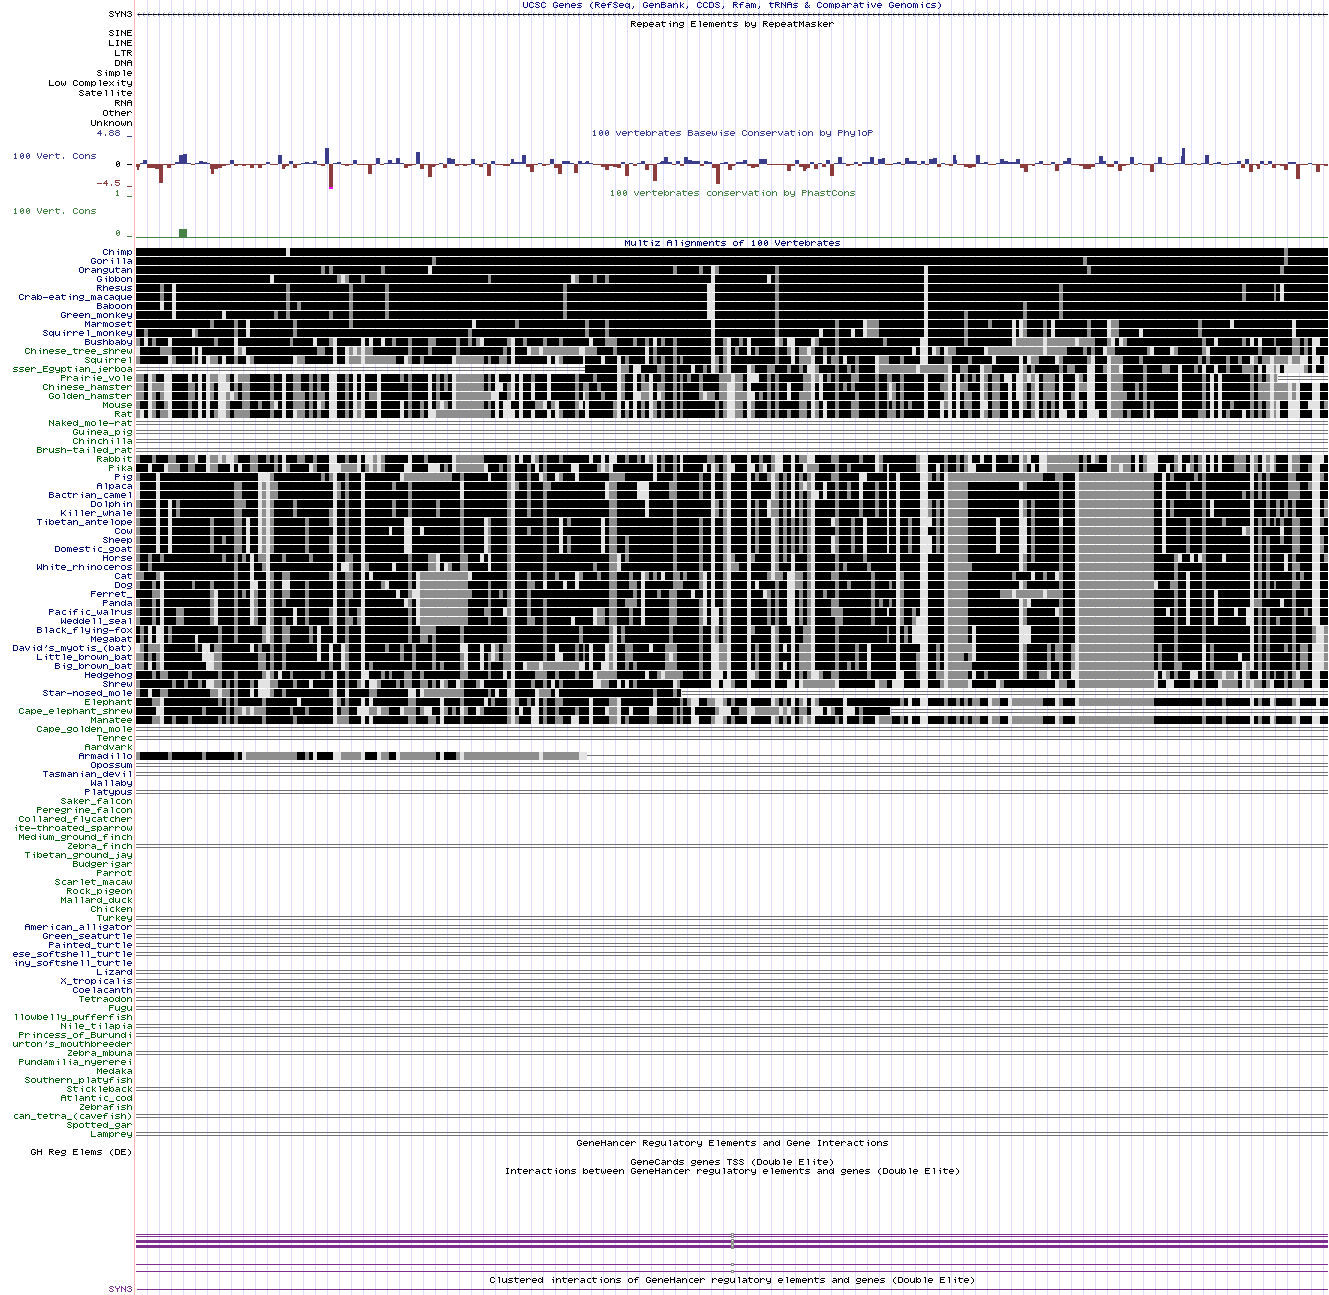 UCSC Genes (RefSeq, GenBank, CCDS, Rfam, tRNAs & Comparative Genomics)
SYN3
Repeating Elements by RepeatMasker
SINE
LINE
LTR
DNA
Simple
Low Complexity
Satellite
RNA
Other
Unknown
4.88 _
100 vertebrates Basewise Conservation by PhyloP
100 Vert. Cons
0 -
-4.5 _
1 _
100 vertebrates conservation by PhastCons
100 Vert. Cons
0 _
Multiz Alignments of 100 Vertebrates
Chimp
Gorilla
Orangutan
Gibbon
Rhesus
Crab-eating_macaque
Baboon
Green_monkey
Marmoset
Squirrel_monkey
Bushbaby
Chinese_tree_shrew
Squirrel
sser_Egyptian_jerboa
Prairie_vole
Chinese_hamster
Golden_hamster
Mouse
Rat
Naked_mole-rat
Guinea_pig
Chinchilla
Brush-tailed_rat
Rabbit
Pika
Pig
Alpaca
Bactrian_camel
Dolphin
Killer_whale
Tibetan_antelope
Cow
Sheep
Domestic_goat
Horse
White_rhinoceros
Cat
Dog
Ferret_
Panda
Pacific_walrus
Weddell_seal
Black_flying-fox
Megabat
David's_myotis_(bat)
Little_brown_bat
Big_brown_bat
Hedgehog
Shrew
Star-nosed_mole
Elephant
Cape_elephant_shrew
Manatee
Cape_golden_mole
Tenrec
Aardvark
Armadillo
Opossum
Tasmanian_devil
Wallaby
Platypus
Saker_falcon
Peregrine_falcon
Collared_flycatcher
ite-throated_sparrow
Medium_ground_finch
Zebra_finch
Tibetan_ground_jay
Budgerigar
Parrot
Scarlet_macaw
Rock_pigeon
Mallard_duck
Chicken
Turkey
American_alligator
Green_seaturtle
Painted_turtle
ese_softshell_turtle
iny_softshell_turtle
Lizard
X_tropicalis
Coelacanth
Tetraodon
Fugu
llowbelly_pufferfish
Nile_tilapia
Princess_of_Burundi
urton's_mouthbreeder
Zebra_mbuna
Pundamilia_nyererei
Medaka
Southern_platyfish
Stickleback
Atlantic_cod
Zebrafish
can_tetra_(cavefish)
Spotted_gar
Lamprey
GeneHancer Regulatory Elements and Gene Interactions
GH Reg Elems (DE)
GeneCards genes TSS (Double Elite)
Interactions between GeneHancer regulatory elements and genes (Double Elite)
Clustered interactions of GeneHancer regulatory elements and genes (Double Elite)
SYN3